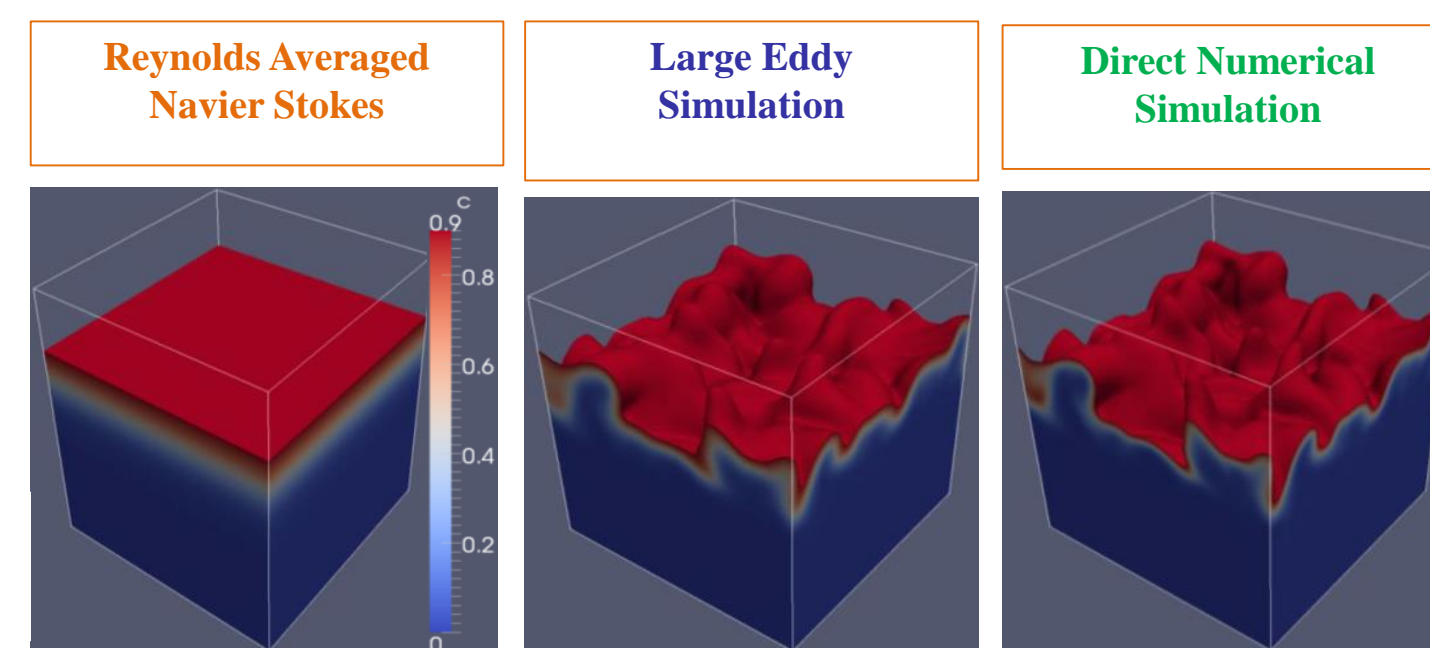 Reynolds Averaged
Navier Stokes
Large Eddy
Simulation
Direct Numerical
Simulation
c
0.9
0.8
0.6
0.4
0.2
0